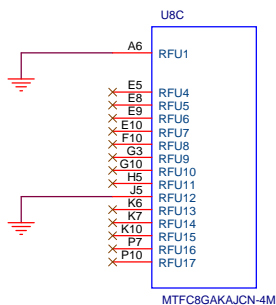 U8C
A6 RFU1
E5 RFU4
E8 RFU5
E9 RFU6
E10 RFU7
F10 RFU8
G3 RFU9
G10 RFU10
H5 RFU11
J5 RFU12
K6 RFU13
K7 RFU14
K10 RFU15
P7 RFU16
P10 RFU17
MTFC8GAKAJCN-4M